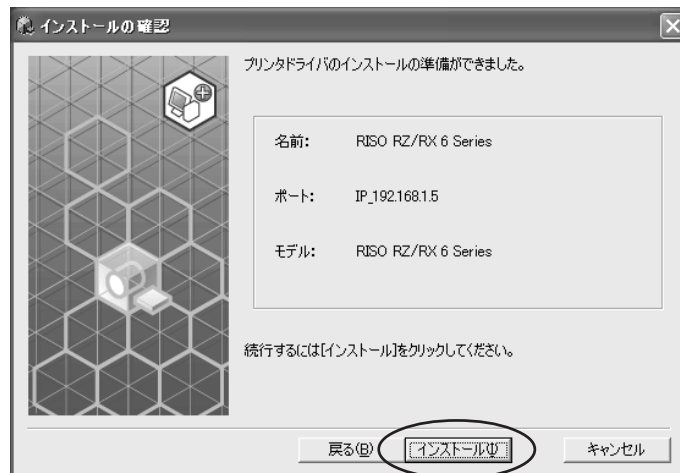 インストールの確認
プリンタドライバのインストールの準備ができました。
名前: RISO RZ/RX 6 Series
ポート: IP_192.168.1.5
モデル: RISO RZ/RX 6 Series
続行するには[インストール]をクリックしてください。
戻る(B) インストール(I) キャンセル